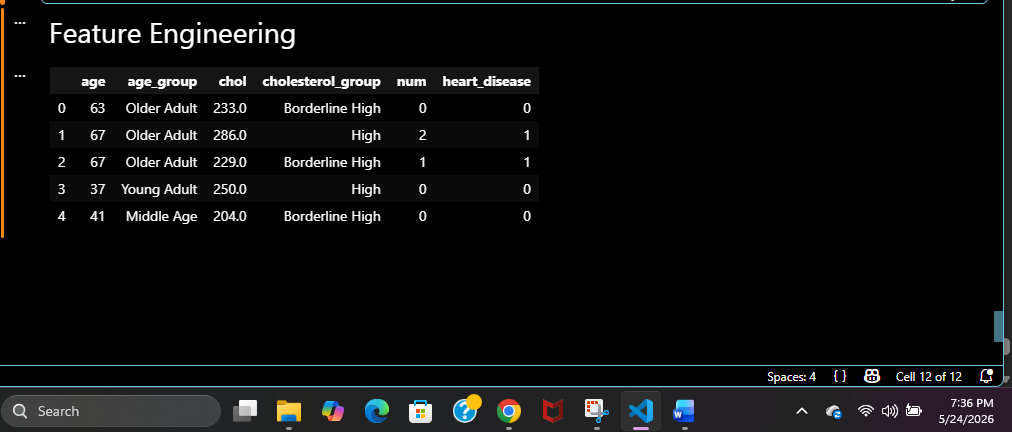 ...
Feature Engineering
...
age age_group chol cholesterol_group num heart_disease
0 63 Older Adult 233.0 Borderline High 0 0
1 67 Older Adult 286.0 High 2 1
2 67 Older Adult 229.0 Borderline High 1 1
3 37 Young Adult 250.0 High 0 0
4 41 Middle Age 204.0 Borderline High 0 0
Spaces: 4 { } Cell 12 of 12
Search
7:36 PM
5/24/2026